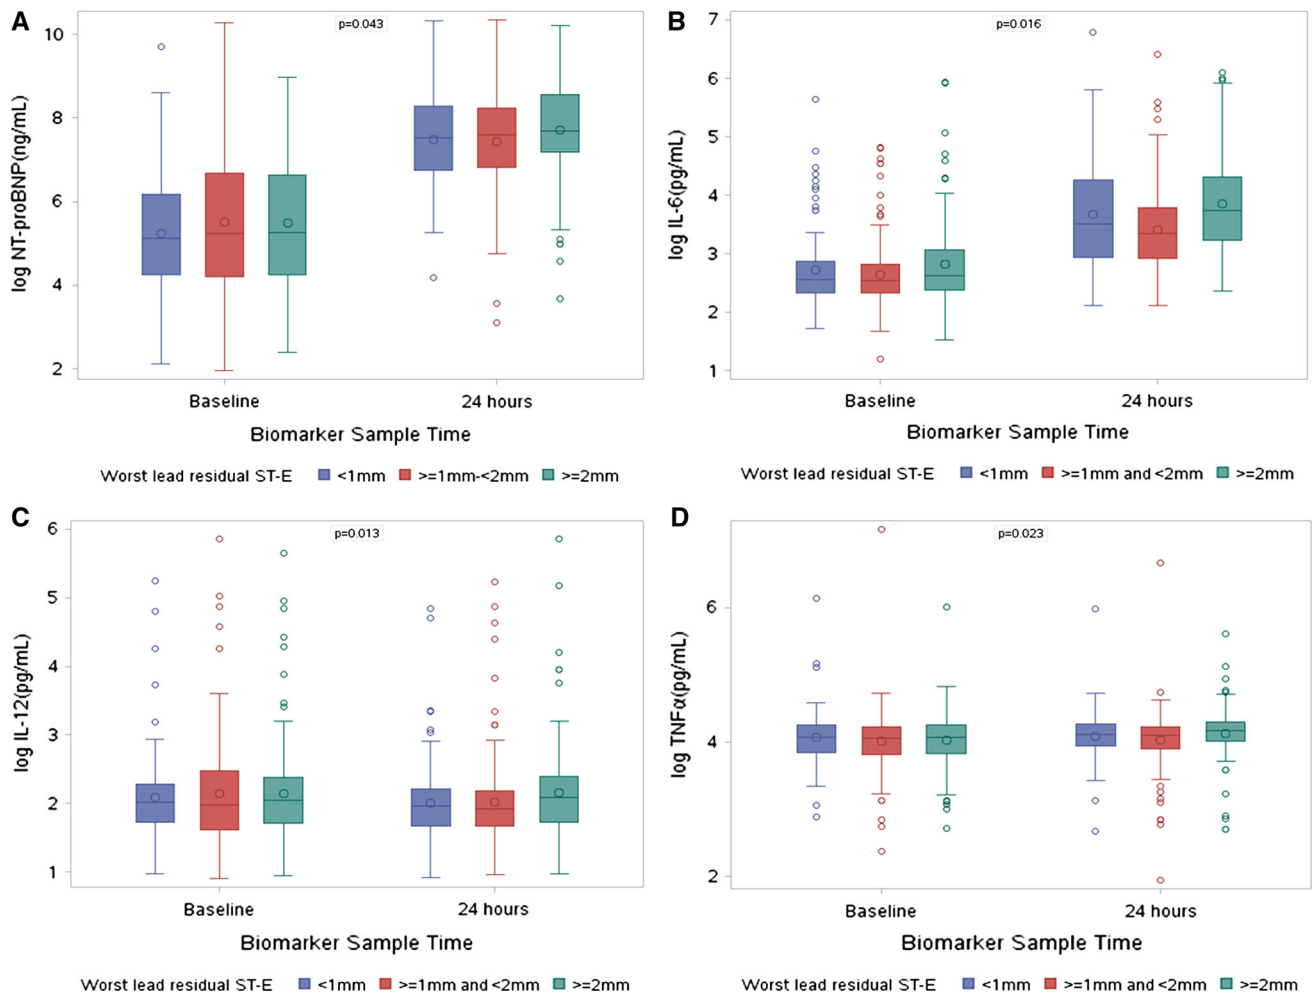 A
p=0.043
log NT-proBNP(ng/mL)
10
8
6
4
2
Baseline
24 hours
Biomarker Sample Time
Worst lead residual ST-E <1mm >=1mm-<2mm >=2mm
B
p=0.016
log IL-6(pg/mL)
7
6
5
4
3
2
1
Baseline
24 hours
Biomarker Sample Time
Worst lead residual ST-E <1mm >=1mm and <2mm >=2mm
C
p=0.013
log IL-12(pg/mL)
6
5
4
3
2
1
Baseline
24 hours
Biomarker Sample Time
Worst lead residual ST-E <1mm >=1mm and <2mm >=2mm
D
p=0.023
log TNFα(pg/mL)
6
4
2
Baseline
24 hours
Biomarker Sample Time
Worst lead residual ST-E <1mm >=1mm and <2mm >=2mm